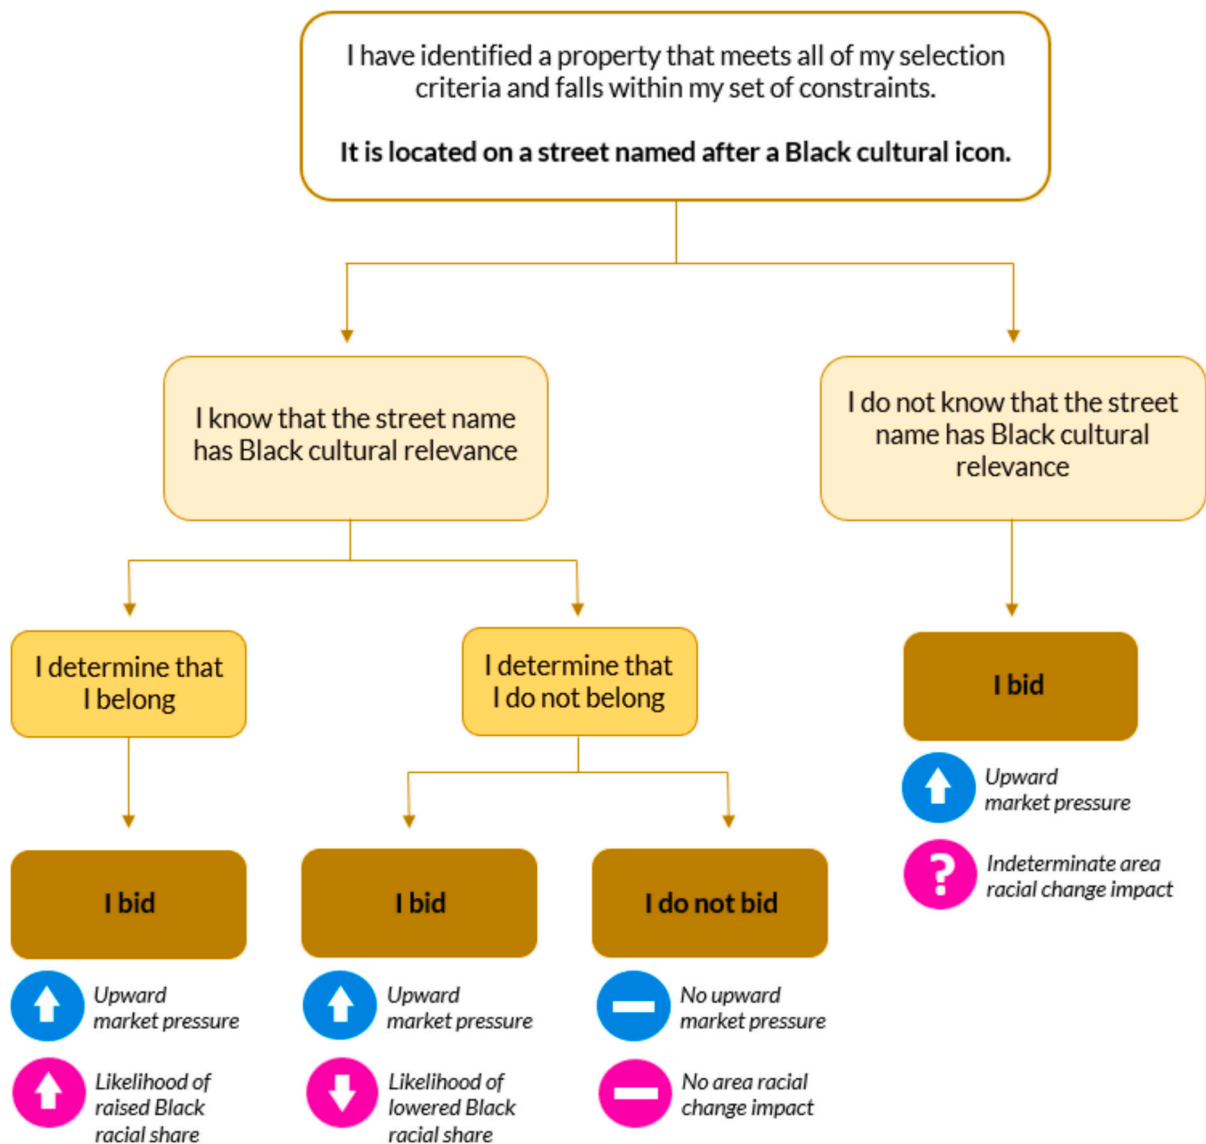 I have identified a property that meets all of my selection
criteria and falls within my set of constraints.
It is located on a street named after a Black cultural icon.
I know that the street name
has Black cultural relevance
I do not know that the street
name has Black cultural
relevance
I determine that
I belong
I determine that
I do not belong
I bid
Upward
market pressure
?
Indeterminate area
racial change impact
I bid
Upward
market pressure
Likelihood of
raised Black
racial share
I bid
Upward
market pressure
Likelihood of
lowered Black
racial share
I do not bid
No upward
market pressure
No area racial
change impact